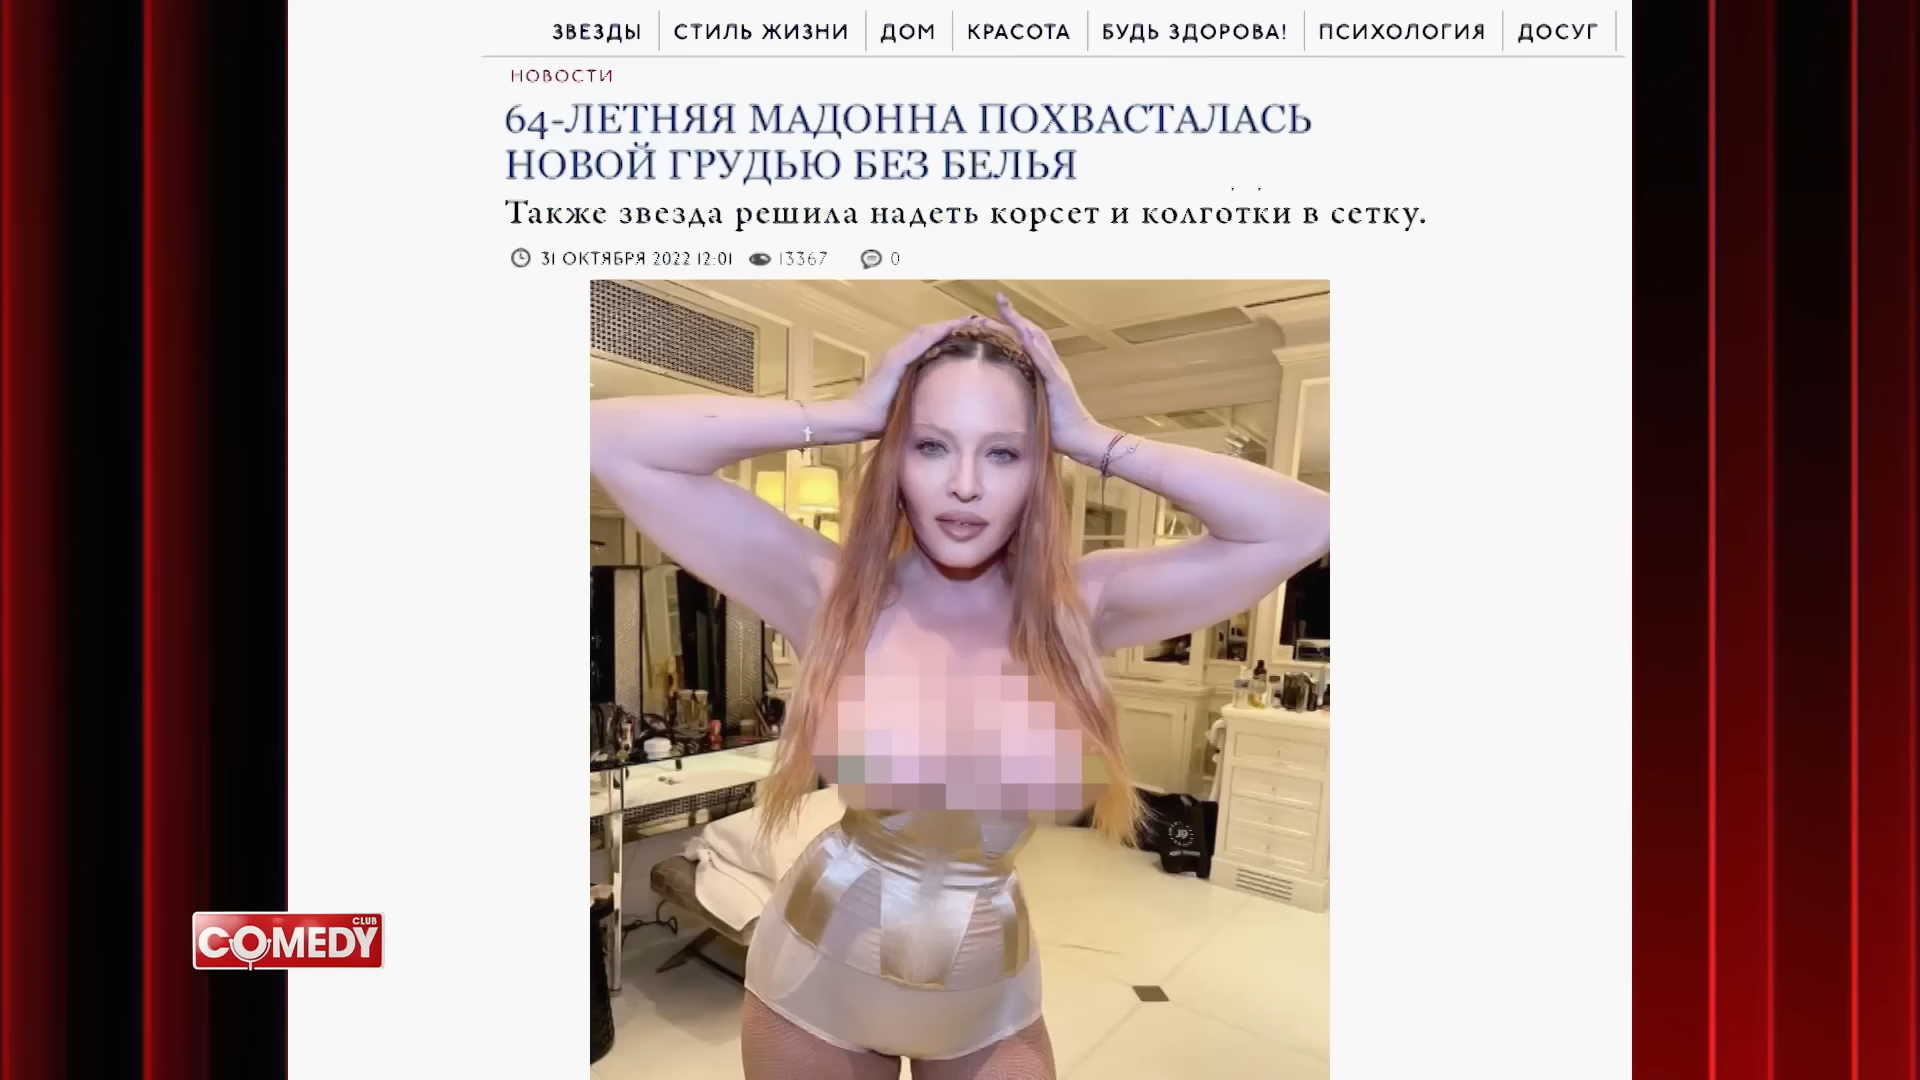 ЗВЕЗДЫ СТИЛЬ ЖИЗНИ ДОМ КРАСОТА БУДЬ ЗДОРОВА! ПСИХОЛОГИЯ ДОСУГ
НОВОСТИ
64-ЛЕТНЯЯ МАДОННА ПОХВАСТАЛАСЬ
НОВОЙ ГРУДЬЮ БЕЗ БЕЛЬЯ
Также звезда решила надеть корсет и колготки в сетку.
31 ОКТЯБРЯ 2022 12:01 13367 0
CLUB
COMEDY